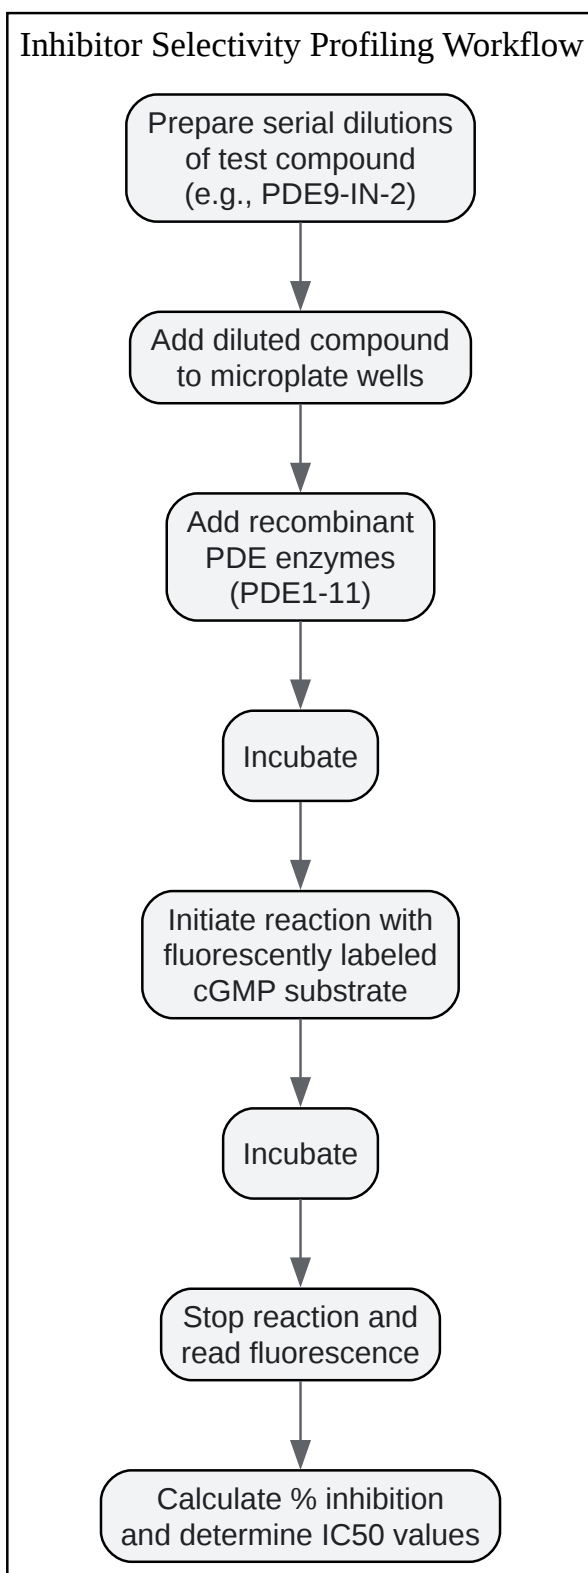 Inhibitor Selectivity Profiling Workflow
Prepare serial dilutions
of test compound
(e.g., PDE9-IN-2)
Add diluted compound
to microplate wells
Add recombinant
PDE enzymes
(PDE1-11)
Incubate
Initiate reaction with
fluorescently labeled
cGMP substrate
Incubate
Stop reaction and
read fluorescence
Calculate % inhibition
and determine IC50 values